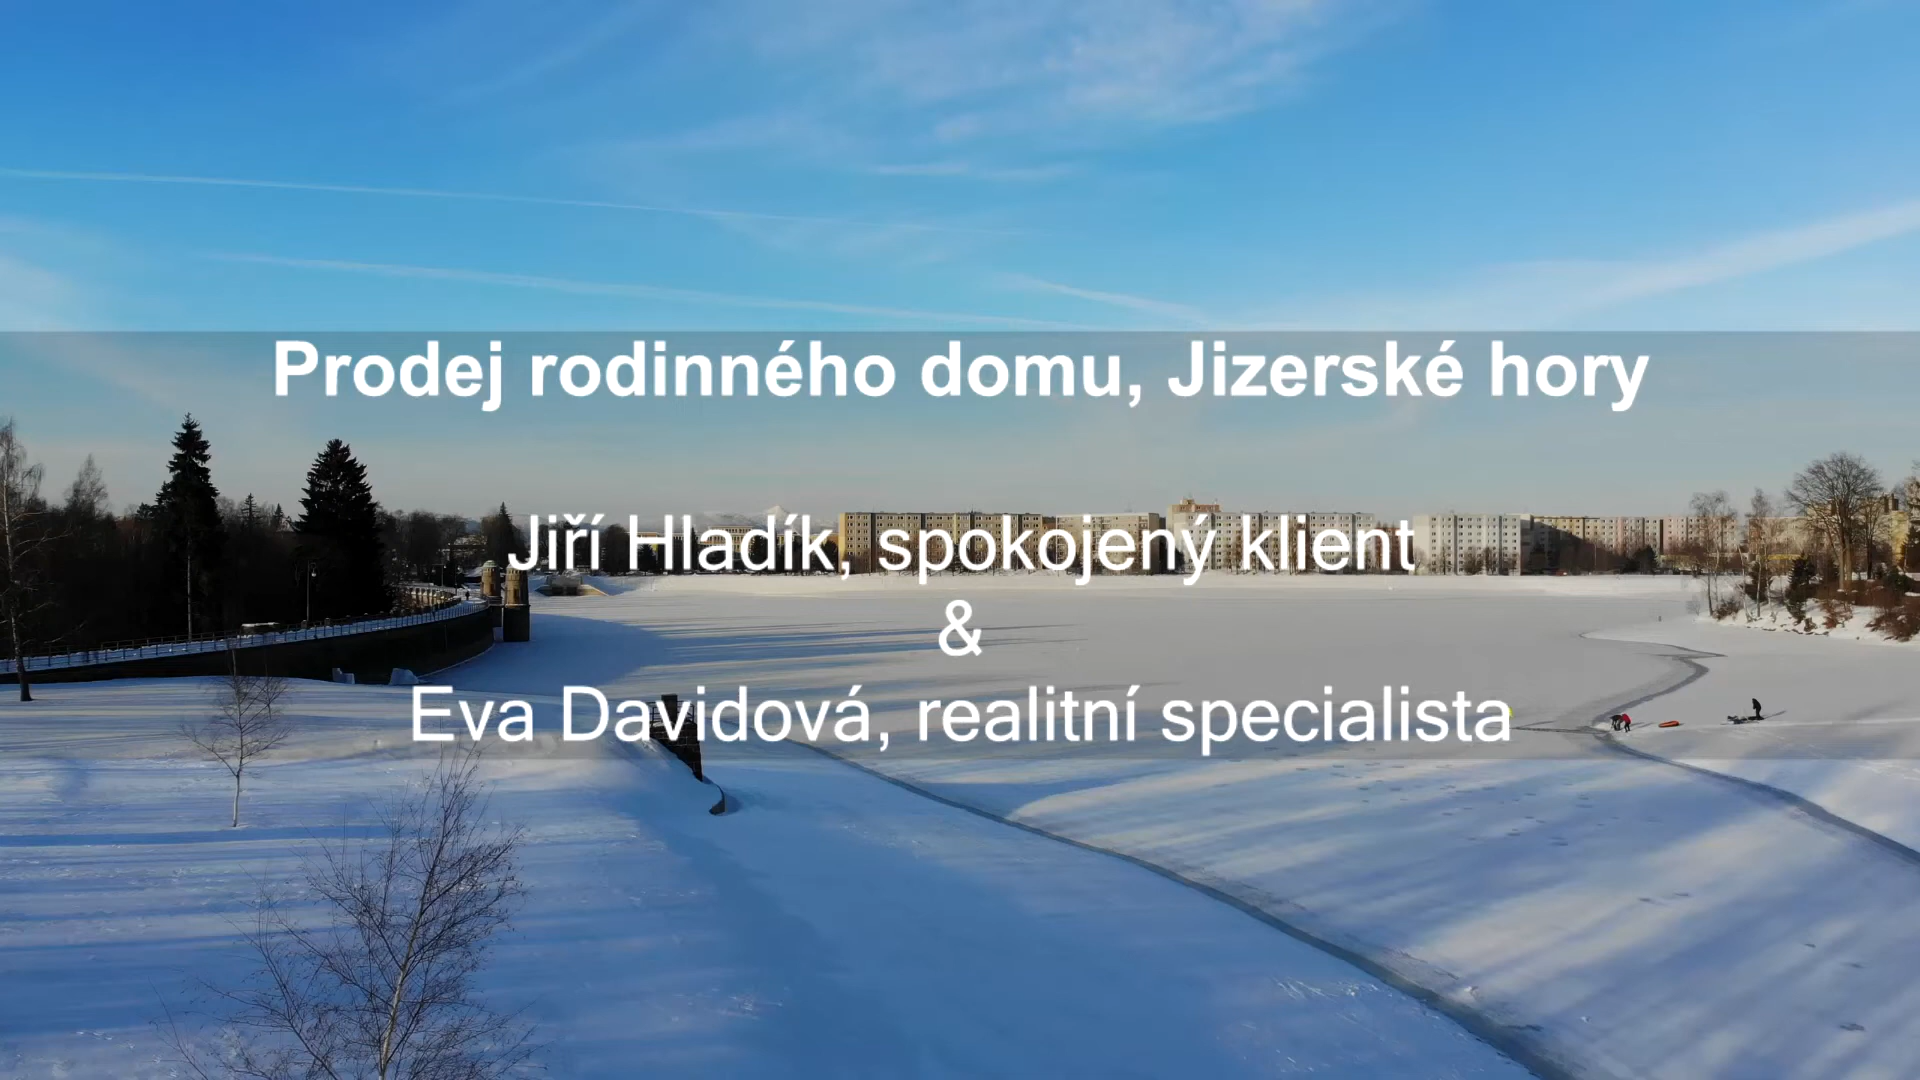 Prodej rodinného domu, Jizerské hory
Jiří Hladík, spokojený klient
&
Eva Davidová, realitní specialista